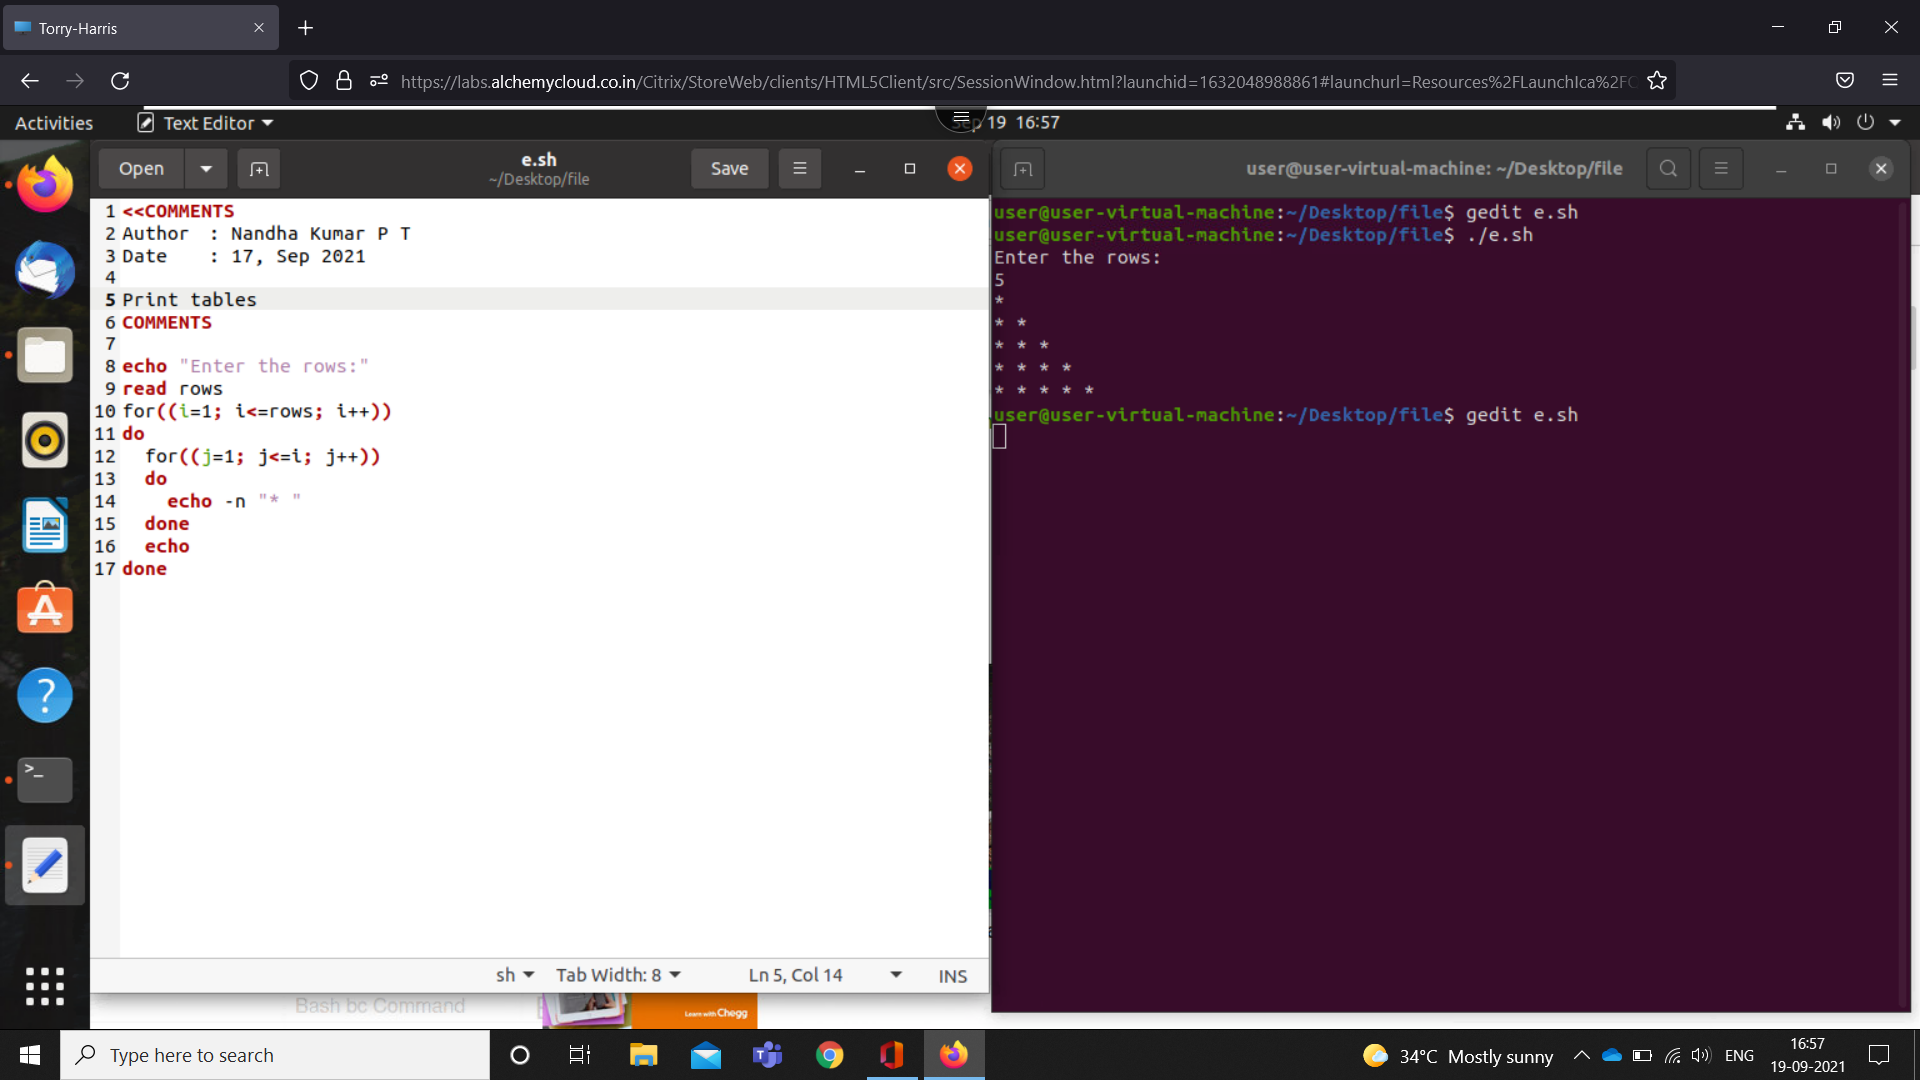 Torry-Harris
https://labs.alchemycloud.co.in/Citrix/StoreWeb/clients/HTML5Client/src/SessionWindow.html?launchid=1632048988861#launchurl=Resources%2FLaunchIca%2FC
Activities
Text Editor
Sep 19 16:57
Open
e.sh
~/Desktop/file
Save
1 <<COMMENTS
2 Author  : Nandha Kumar P T
3 Date    : 17, Sep 2021
4
5 Print tables
6 COMMENTS
7
8 echo "Enter the rows:"
9 read rows
10 for((i=1; i<=rows; i++))
11 do
12   for((j=1; j<=i; j++))
13   do
14     echo -n "* "
15   done
16   echo
17 done
sh
Tab Width: 8
Ln 5, Col 14
INS
user@user-virtual-machine: ~/Desktop/file
user@user-virtual-machine:~/Desktop/file$ gedit e.sh
user@user-virtual-machine:~/Desktop/file$ ./e.sh
Enter the rows:
5
*
* *
* * *
* * * *
* * * * *
user@user-virtual-machine:~/Desktop/file$ gedit e.sh
Bash bc Command
Learn with Chegg
Type here to search
34°C Mostly sunny
ENG
16:57
19-09-2021